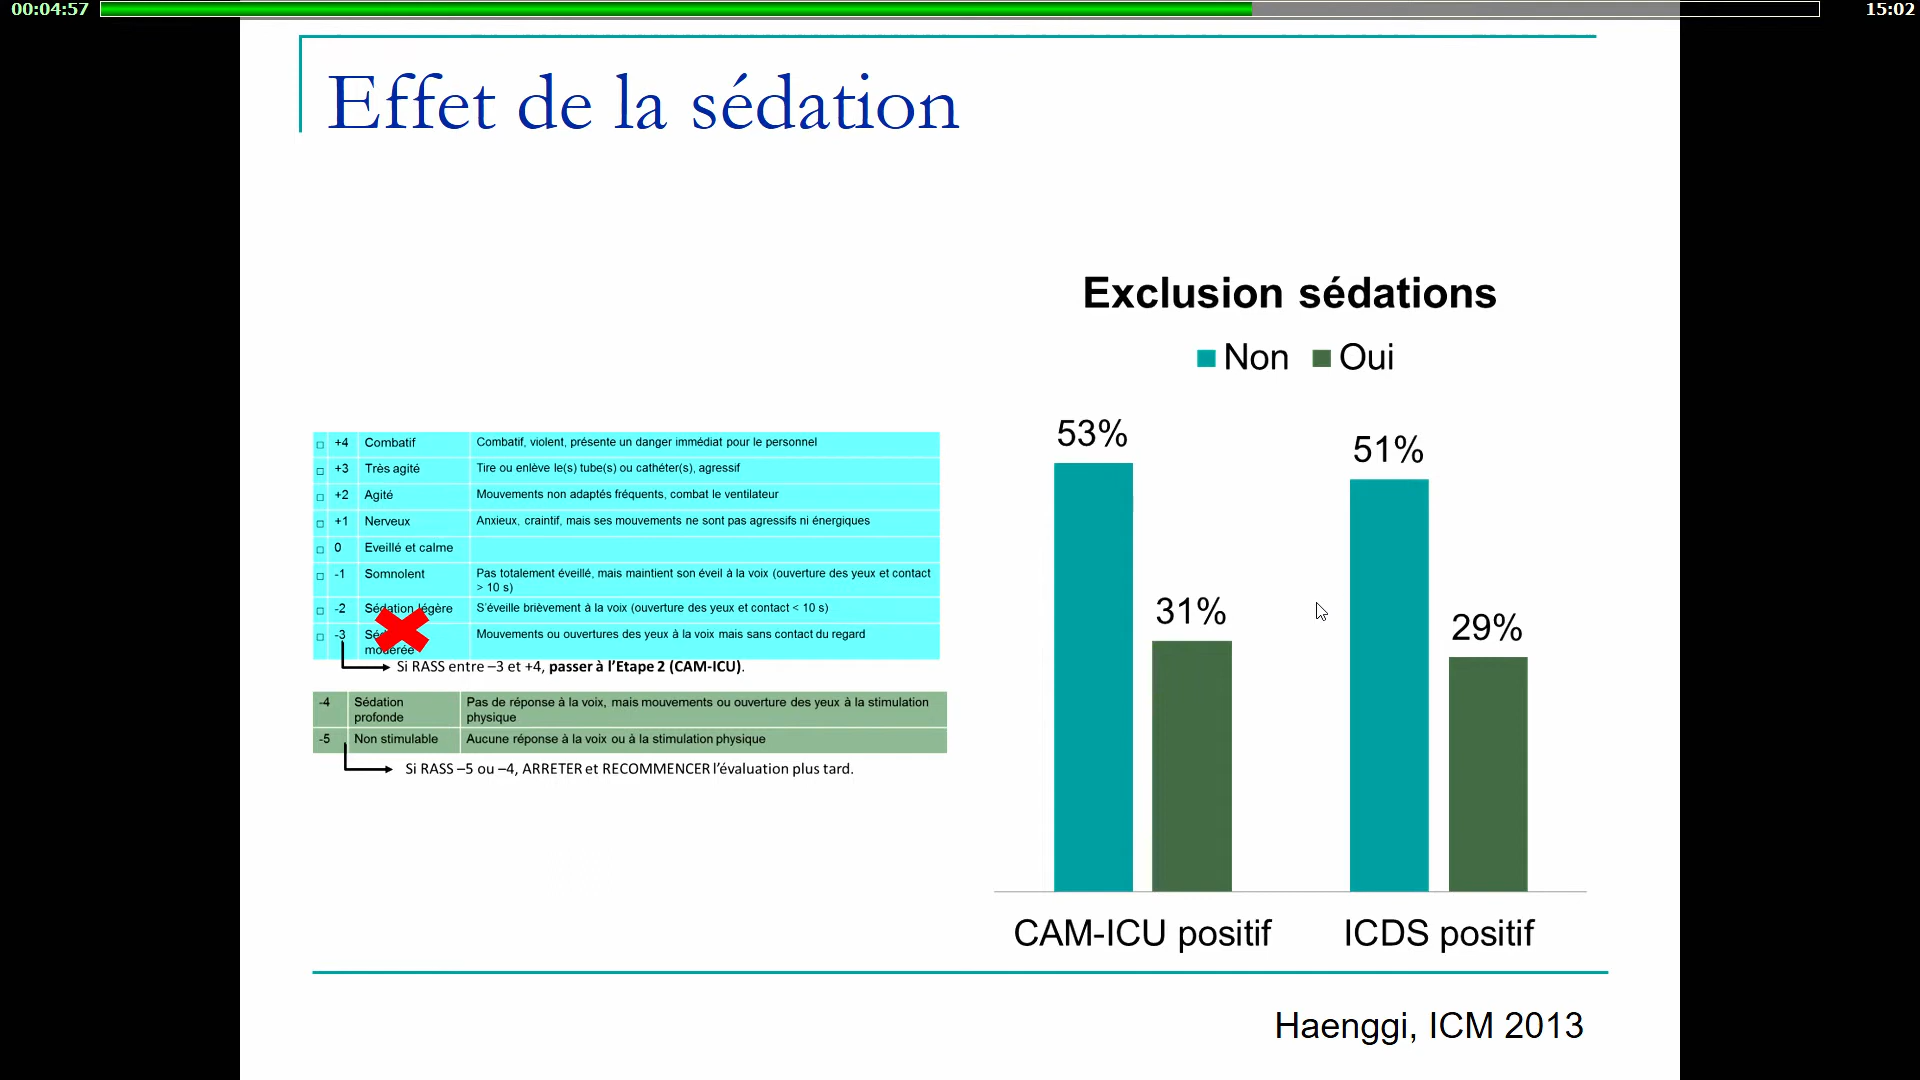 00:04:57
15:02
Effet de la sédation
+4 Combatif Combatif, violent, présente un danger immédiat pour le personnel
+3 Très agité Tire ou enlève le(s) tube(s) ou cathéter(s), agressif
+2 Agité Mouvements non adaptés fréquents, combat le ventilateur
+1 Nerveux Anxieux, craintif, mais ses mouvements ne sont pas agressifs ni énergiques
0 Eveillé et calme
-1 Somnolent Pas totalement éveillé, mais maintient son éveil à la voix (ouverture des yeux et contact
> 10 s)
-2 Sédation légère S'éveille brièvement à la voix (ouverture des yeux et contact < 10 s)
-3 Mouvements ou ouvertures des yeux à la voix mais sans contact du regard
modérée
Si RASS entre –3 et +4, passer à l'Etape 2 (CAM-ICU).
-4 Sédation Pas de réponse à la voix, mais mouvements ou ouverture des yeux à la stimulation
profonde physique
-5 Non stimulable Aucune réponse à la voix ou à la stimulation physique
Si RASS –5 ou –4, ARRETER et RECOMMENCER l'évaluation plus tard.
Exclusion sédations
Non Oui
53%
31%
51%
29%
CAM-ICU positif ICDS positif
Haenggi, ICM 2013